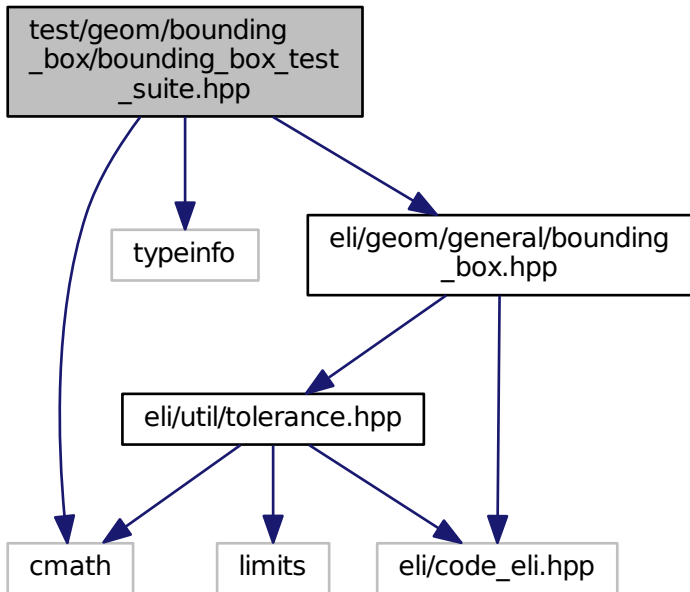 test/geom/bounding
_box/bounding_box_test
_suite.hpp
typeinfo
eli/geom/general/bounding
_box.hpp
eli/util/tolerance.hpp
cmath
limits
eli/code_eli.hpp